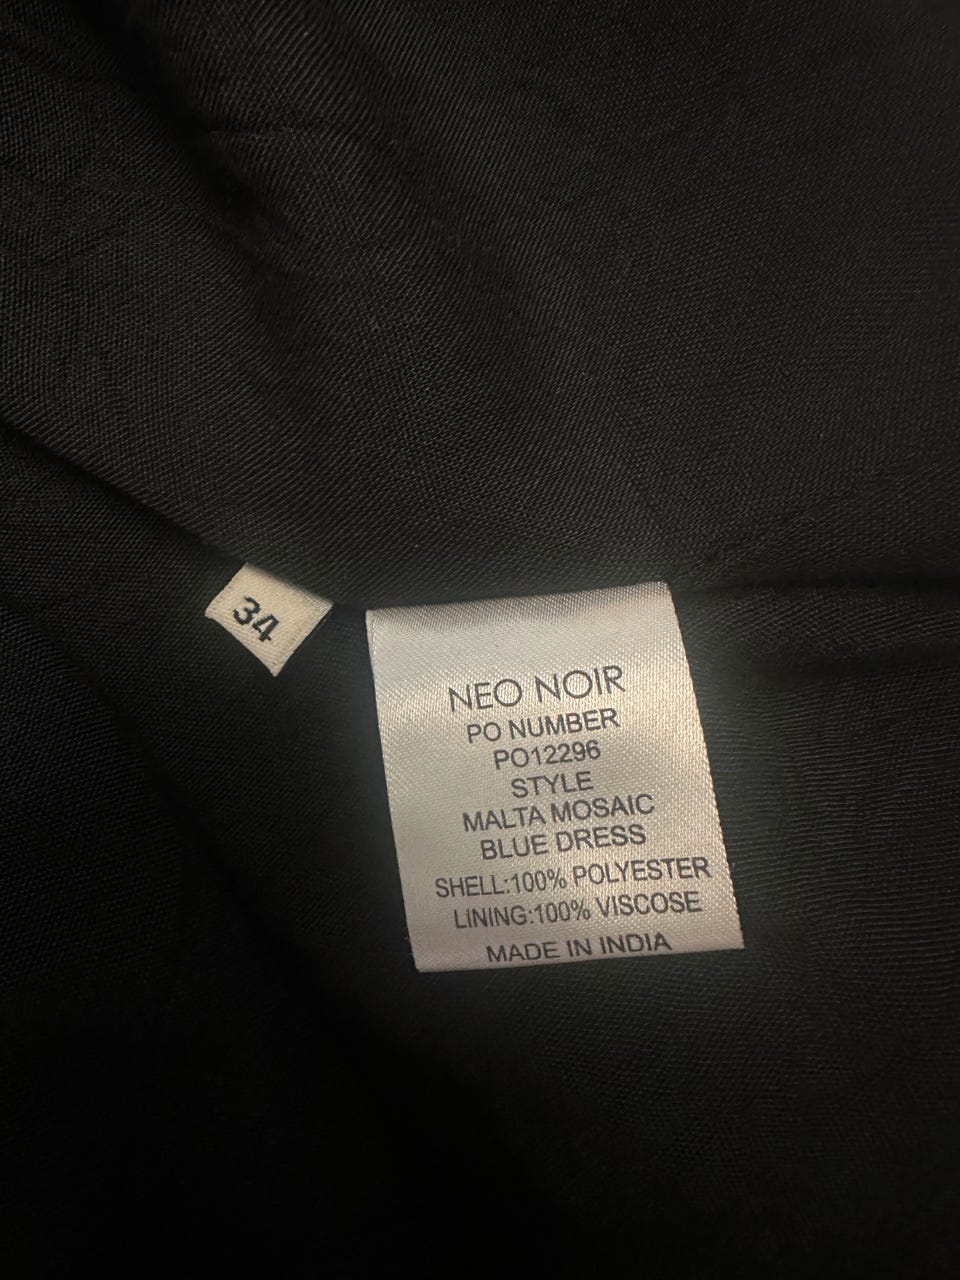 34
NEO NOIR
PO NUMBER
PO12296
STYLE
MALTA MOSAIC
BLUE DRESS
SHELL:100% POLYESTER
LINING:100% VISCOSE
MADE IN INDIA